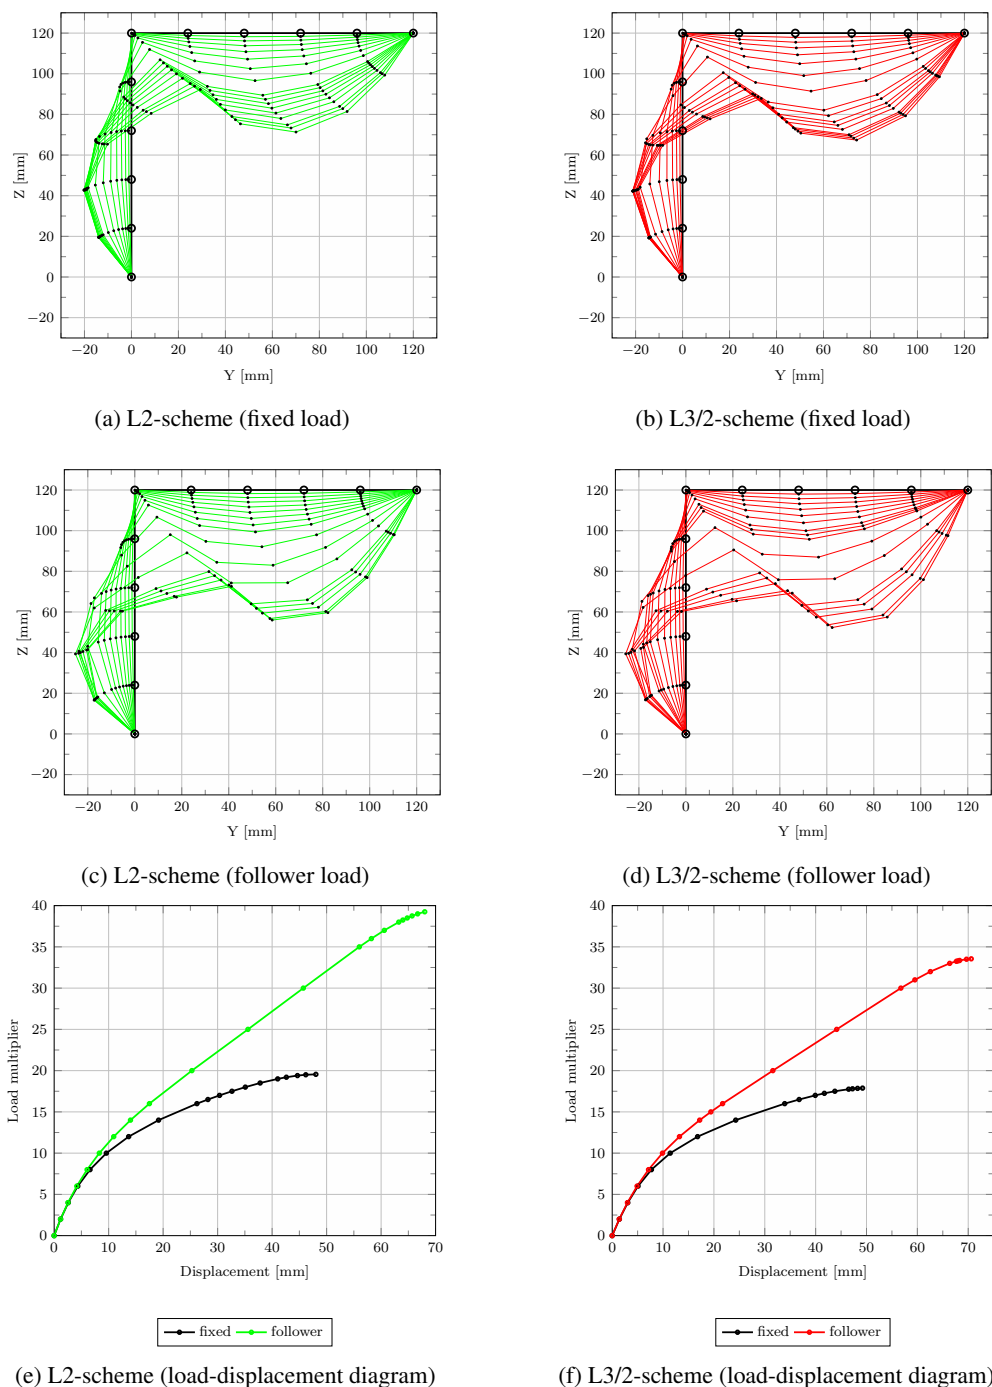 120
100
80
60
40
20
0
−20
Z [mm]
−20 0 20 40 60 80 100 120
Y [mm]
(a) L2-scheme (fixed load)
120
100
80
60
40
20
0
−20
Z [mm]
−20 0 20 40 60 80 100 120
Y [mm]
(b) L3/2-scheme (fixed load)
120
100
80
60
40
20
0
−20
Z [mm]
−20 0 20 40 60 80 100 120
Y [mm]
(c) L2-scheme (follower load)
120
100
80
60
40
20
0
−20
Z [mm]
−20 0 20 40 60 80 100 120
Y [mm]
(d) L3/2-scheme (follower load)
40
35
30
25
20
15
10
5
0
Load multiplier
0 10 20 30 40 50 60 70
Displacement [mm]
fixed follower
(e) L2-scheme (load-displacement diagram)
40
35
30
25
20
15
10
5
0
Load multiplier
0 10 20 30 40 50 60 70
Displacement [mm]
fixed follower
(f) L3/2-scheme (load-displacement diagram)